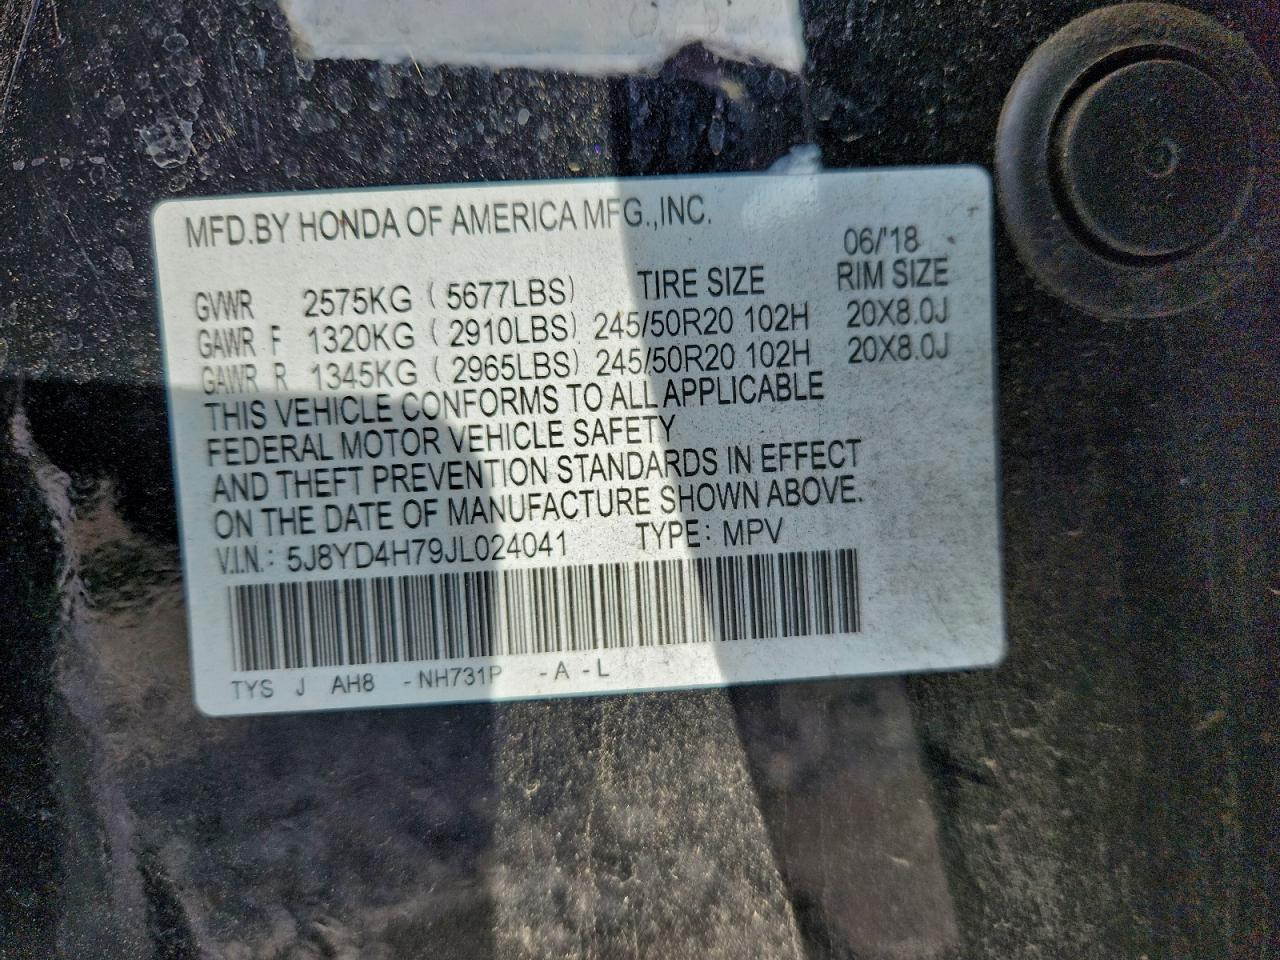 MFD.BY HONDA OF AMERICA MFG.,INC.
06/'18
GVWR 2575KG ( 5677LBS) TIRE SIZE RIM SIZE
GAWR F 1320KG ( 2910LBS) 245/50R20 102H 20X8.0J
GAWR R 1345KG ( 2965LBS) 245/50R20 102H 20X8.0J
THIS VEHICLE CONFORMS TO ALL APPLICABLE
FEDERAL MOTOR VEHICLE SAFETY
AND THEFT PREVENTION STANDARDS IN EFFECT
ON THE DATE OF MANUFACTURE SHOWN ABOVE.
V.I.N.: 5J8YD4H79JL024041 TYPE: MPV
TYS J AH8 -NH731P -A -L